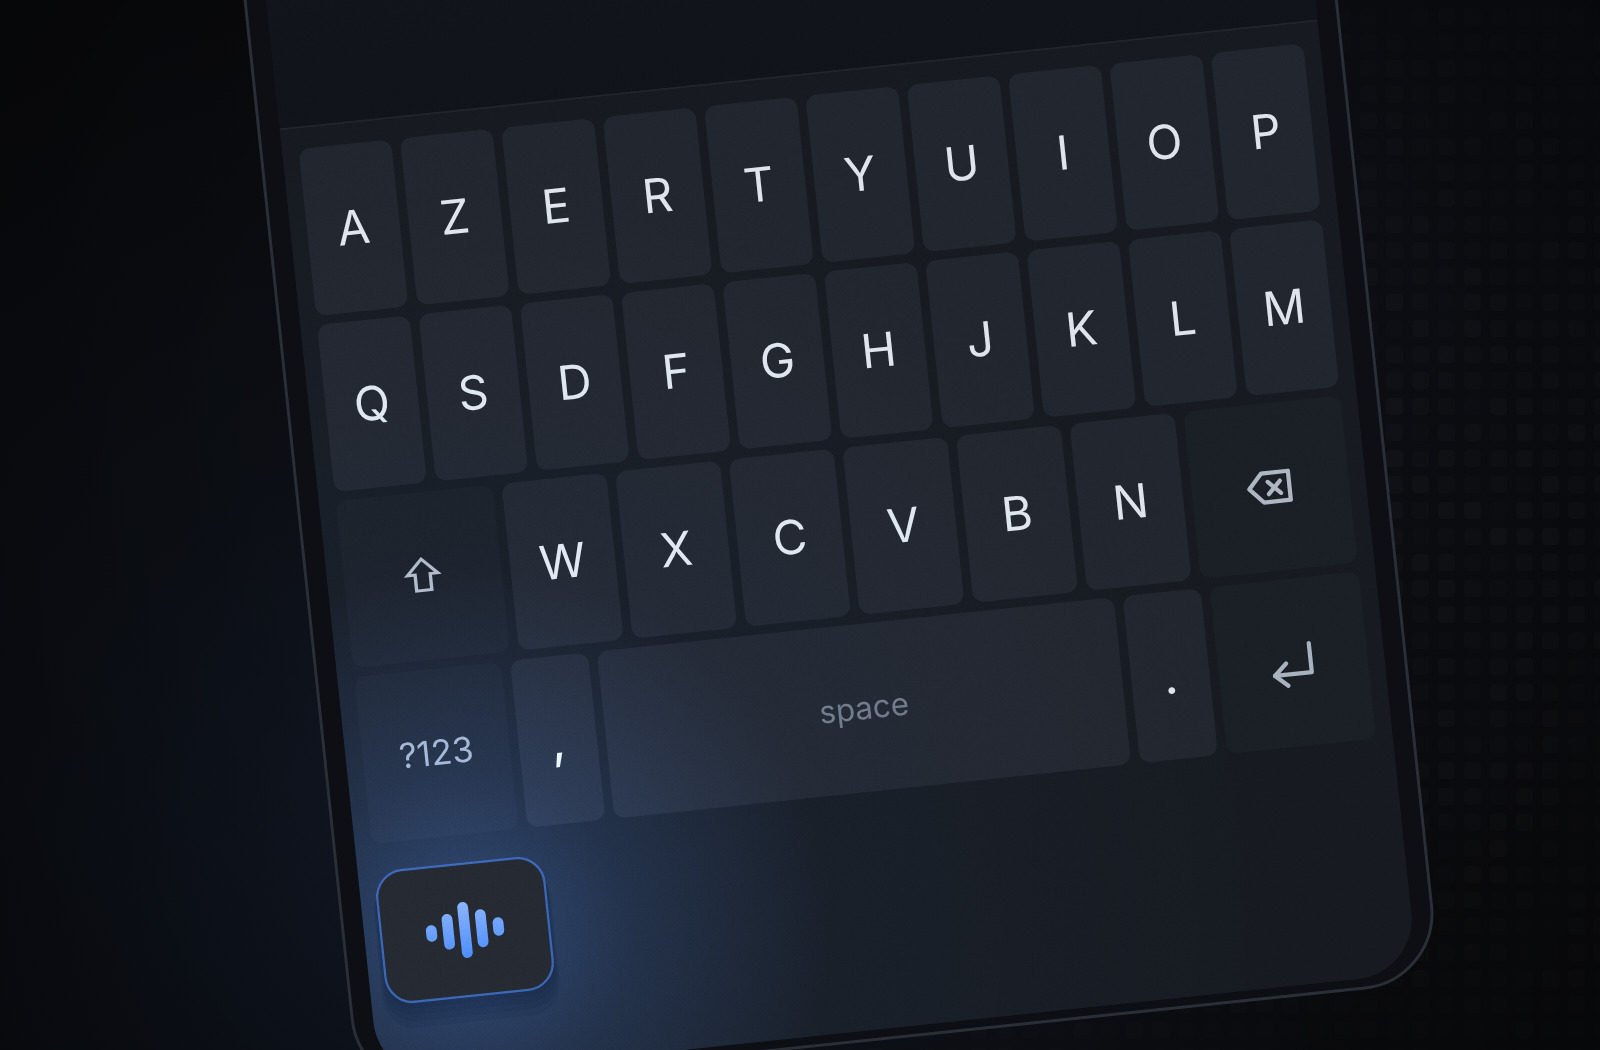 A Z E R T Y U I O P
Q S D F G H J K L M
W X C V B N
?123 , space .